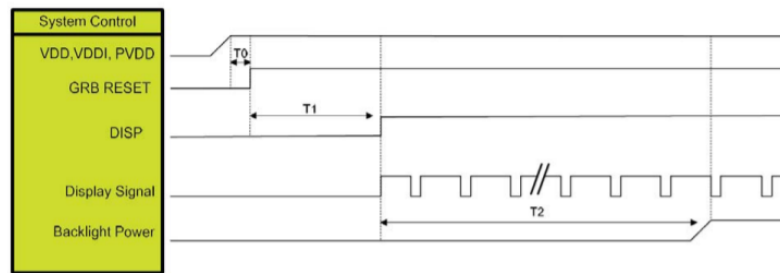 System Control
VDD,VDDI, PVDD
T0
GRB RESET
T1
DISP
Display Signal
T2
Backlight Power